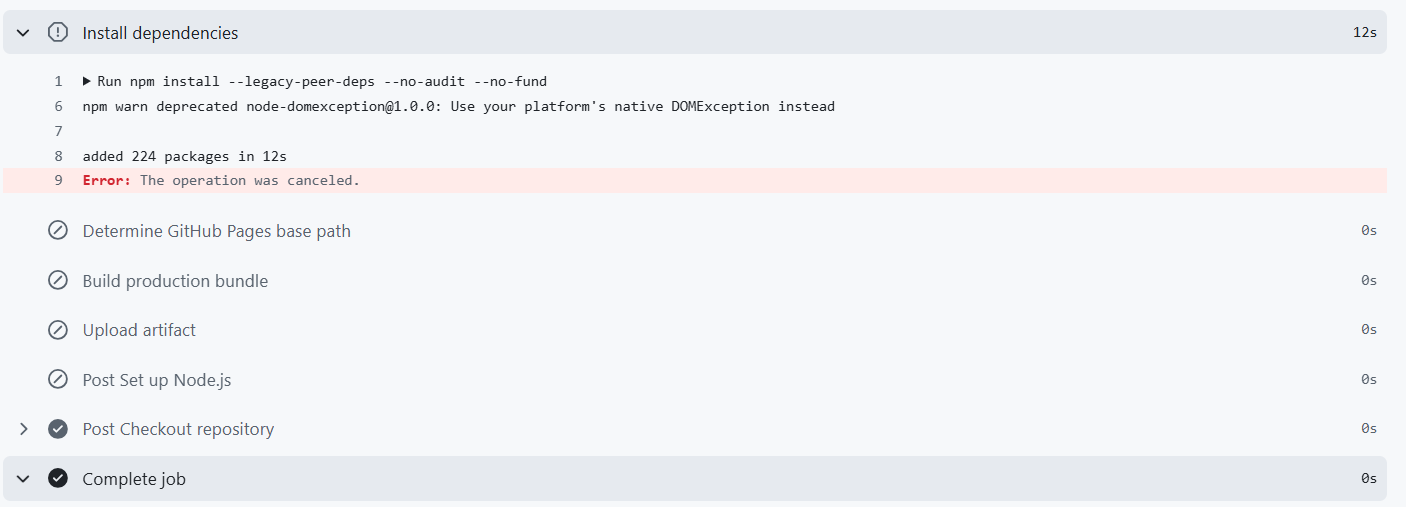 Install dependencies 12s
1 Run npm install --legacy-peer-deps --no-audit --no-fund
6 npm warn deprecated node-domexception@1.0.0: Use your platform's native DOMException instead
7
8 added 224 packages in 12s
9 Error: The operation was canceled.
Determine GitHub Pages base path 0s
Build production bundle 0s
Upload artifact 0s
Post Set up Node.js 0s
Post Checkout repository 0s
Complete job 0s